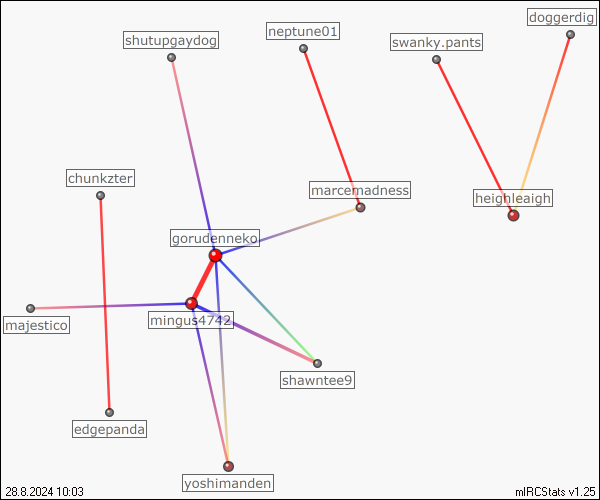 doggerdig
neptune01
shutupgaydog
swanky.pants
chunkzter
marcemadness
heighleaigh
gorudenneko
mingus4742
majestico
shawntee9
edgepanda
yoshimanden
28.8.2024 10:03
mIRCStats v1.25